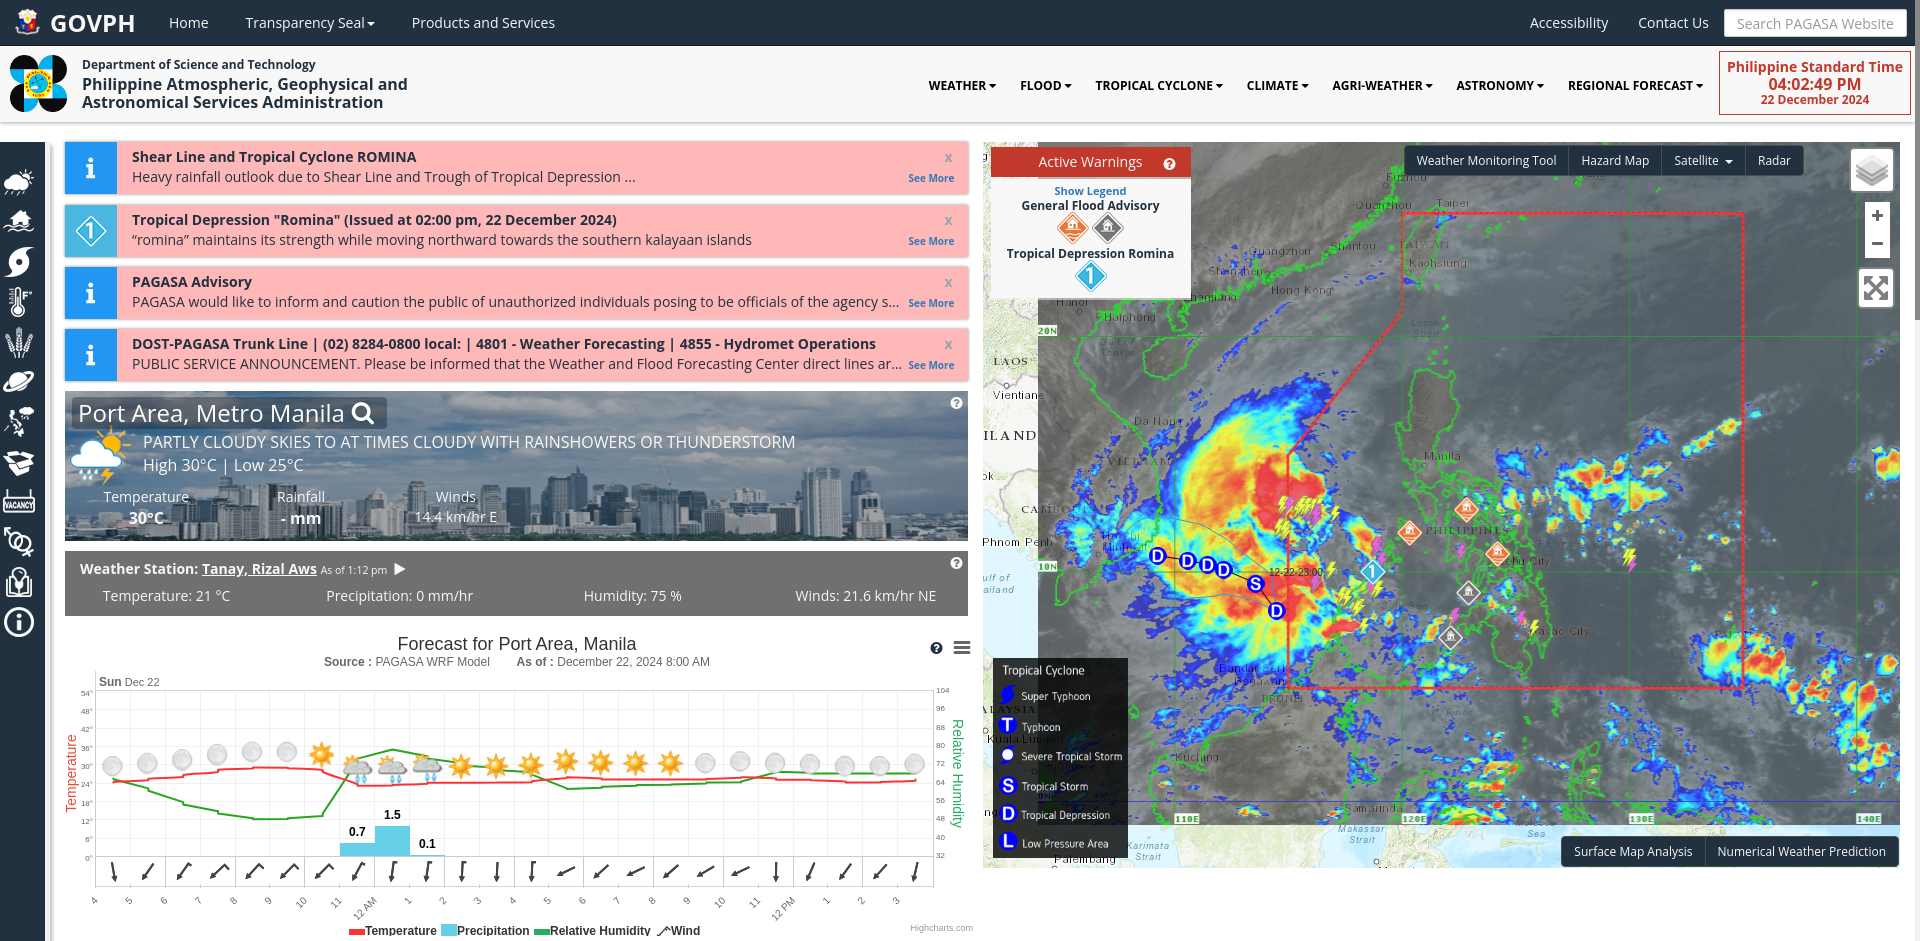 GOVPH
Home
Transparency Seal
Products and Services
Accessibility
Contact Us
Search PAGASA Website
Department of Science and Technology
Philippine Atmospheric, Geophysical and
Astronomical Services Administration
WEATHER
FLOOD
TROPICAL CYCLONE
CLIMATE
AGRI-WEATHER
ASTRONOMY
REGIONAL FORECAST
Philippine Standard Time
04:02:49 PM
22 December 2024
Shear Line and Tropical Cyclone ROMINA
x
Heavy rainfall outlook due to Shear Line and Trough of Tropical Depression ...
See More
Tropical Depression "Romina" (Issued at 02:00 pm, 22 December 2024)
x
“romina” maintains its strength while moving northward towards the southern kalayaan islands
See More
PAGASA Advisory
x
PAGASA would like to inform and caution the public of unauthorized individuals posing to be officials of the agency s...
See More
DOST-PAGASA Trunk Line | (02) 8284-0800 local: | 4801 - Weather Forecasting | 4855 - Hydromet Operations
x
PUBLIC SERVICE ANNOUNCEMENT. Please be informed that the Weather and Flood Forecasting Center direct lines ar...
See More
Port Area, Metro Manila
PARTLY CLOUDY SKIES TO AT TIMES CLOUDY WITH RAINSHOWERS OR THUNDERSTORM
High 30°C | Low 25°C
Temperature
Rainfall
Winds
30°C
- mm
14.4 km/hr E
Weather Station: Tanay, Rizal Aws As of 1:12 pm
Temperature: 21 °C
Precipitation: 0 mm/hr
Humidity: 75 %
Winds: 21.6 km/hr NE
Forecast for Port Area, Manila
Source : PAGASA WRF Model
As of : December 22, 2024 8:00 AM
Sun Dec 22
54°
48°
42°
36°
30°
24°
18°
12°
6°
0°
Temperature
104
96
88
80
72
64
56
48
40
32
Relative Humidity
0.7
1.5
0.1
4
5
6
7
8
9
10
11
12 AM
1
2
3
4
5
6
7
8
9
10
11
12 PM
1
2
3
Temperature
Precipitation
Relative Humidity
Wind
Highcharts.com
F°
VACANCY
Active Warnings
Show Legend
General Flood Advisory
Tropical Depression Romina
1
Weather Monitoring Tool
Hazard Map
Satellite
Radar
+
−
Fuzhou
Quanzhou
Taipei
TAIWAN
Kaohsiung
Guangzhou
Shantou
Shenzhen
Hong Kong
Zhanjiang
Hanoi
Haiphong
Gulf of
Tonkin
Luzon
Strait
20N
LAOS
Vientiane
Da Nang
ILAND
VIETNAM
Manila
CAMBO
Phnom Penh
Ho Chi
Minh City
PHILIPPINES
Cebu City
10N
12-22-23:00
Davao City
D
D
D
D
S
D
1
Bandar Seri
Begawan
BRUNEI
ALAYSIA
Kuala Lumpur
Kuching
Samarinda
PAL
110E
120E
130E
140E
Makassar
Strait
Karimata
Strait
Sea
Palembang
Tropical Cyclone
Super Typhoon
T Typhoon
Severe Tropical Storm
S Tropical Storm
D Tropical Depression
L Low Pressure Area
Surface Map Analysis
Numerical Weather Prediction